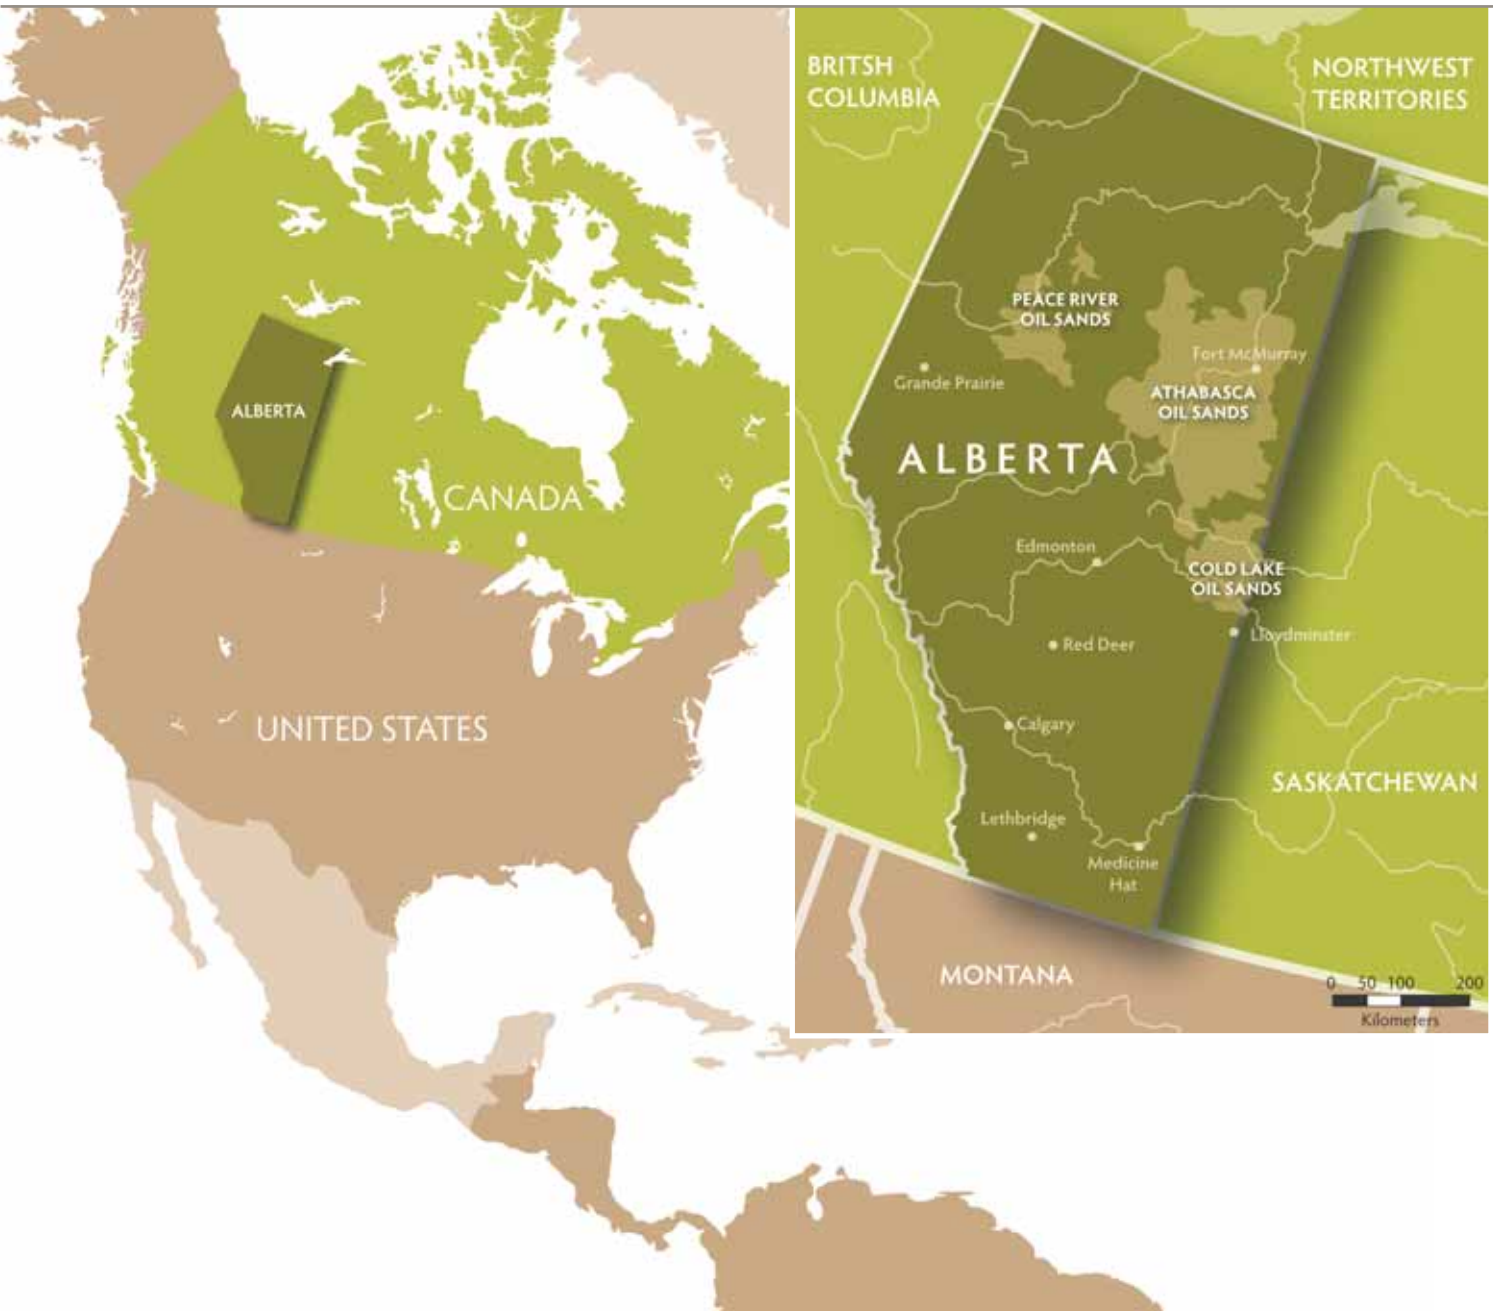 ALBERTA
CANADA
UNITED STATES
BRITSH
COLUMBIA
NORTHWEST
TERRITORIES
PEACE RIVER
OIL SANDS
Fort McMurray
Grande Prairie
ATHABASCA
OIL SANDS
ALBERTA
Edmonton
COLD LAKE
OIL SANDS
Lloydminster
Red Deer
Calgary
SASKATCHEWAN
Lethbridge
Medicine
Hat
MONTANA
0 50 100 200
Kilometers